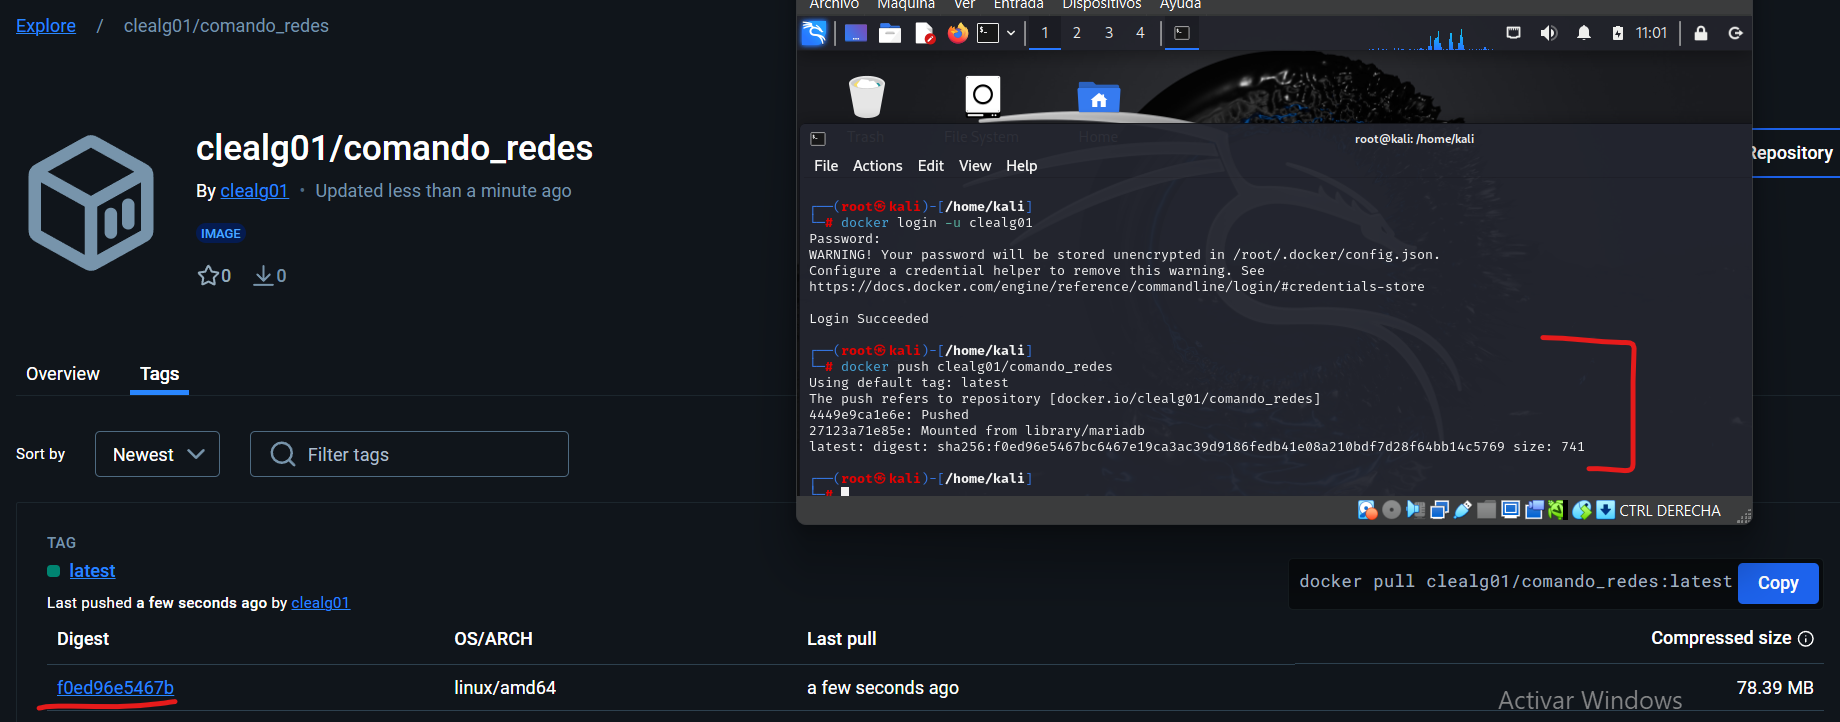 Explore / clealg01/comando_redes
clealg01/comando_redes
By clealg01 • Updated less than a minute ago
IMAGE
0 0
Overview Tags
Sort by Newest Filter tags
TAG
latest
Last pushed a few seconds ago by clealg01
docker pull clealg01/comando_redes:latest Copy
Digest OS/ARCH Last pull Compressed size
f0ed96e5467b linux/amd64 a few seconds ago 78.39 MB
Activar Windows
Repository
Archivo Máquina Ver Entrada Dispositivos Ayuda
1 2 3 4 11:01
Trash File System Home
root@kali: /home/kali
File Actions Edit View Help
┌──(root㉿kali)-[/home/kali]
└─# docker login -u clealg01
Password:
WARNING! Your password will be stored unencrypted in /root/.docker/config.json.
Configure a credential helper to remove this warning. See
https://docs.docker.com/engine/reference/commandline/login/#credentials-store
Login Succeeded
┌──(root㉿kali)-[/home/kali]
└─# docker push clealg01/comando_redes
Using default tag: latest
The push refers to repository [docker.io/clealg01/comando_redes]
4449e9ca1e6e: Pushed
27123a71e85e: Mounted from library/mariadb
latest: digest: sha256:f0ed96e5467bc6467e19ca3ac39d9186fedb41e08a210bdf7d28f64bb14c5769 size: 741
┌──(root㉿kali)-[/home/kali]
└─#
CTRL DERECHA